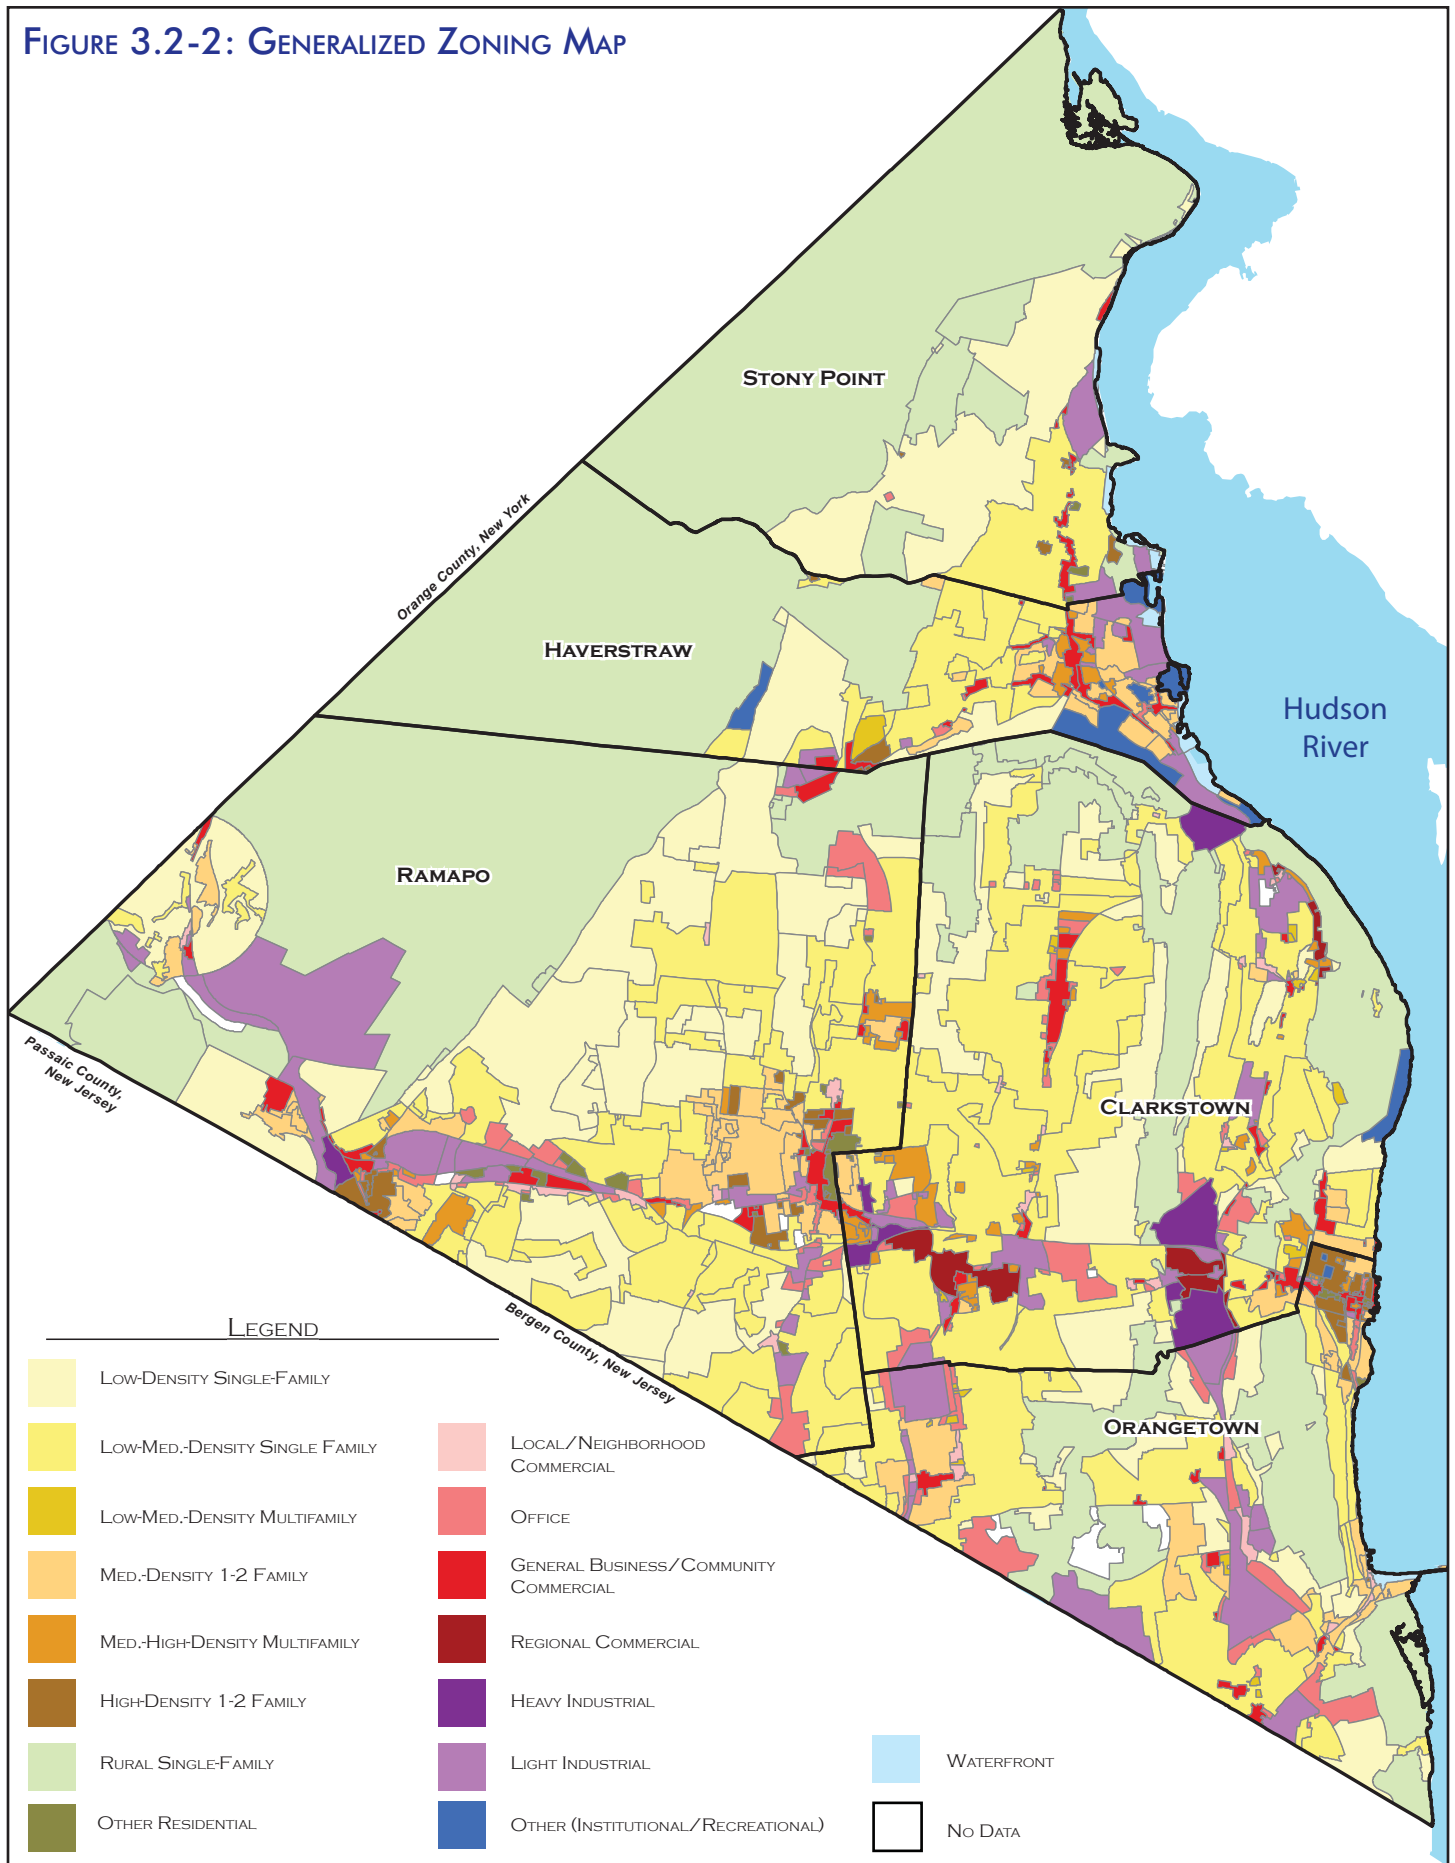 Figure 3.2-2: Generalized Zoning Map
Stony Point
Orange County, New York
Haverstraw
Hudson
River
Ramapo
Passaic County,
New Jersey
Clarkstown
Bergen County, New Jersey
Orangetown
Legend
Low-Density Single-Family
Low-Med.-Density Single Family
Low-Med.-Density Multifamily
Med.-Density 1-2 Family
Med.-High-Density Multifamily
High-Density 1-2 Family
Rural Single-Family
Other Residential
Local/Neighborhood
Commercial
Office
General Business/Community
Commercial
Regional Commercial
Heavy Industrial
Light Industrial
Other (Institutional/Recreational)
Waterfront
No Data